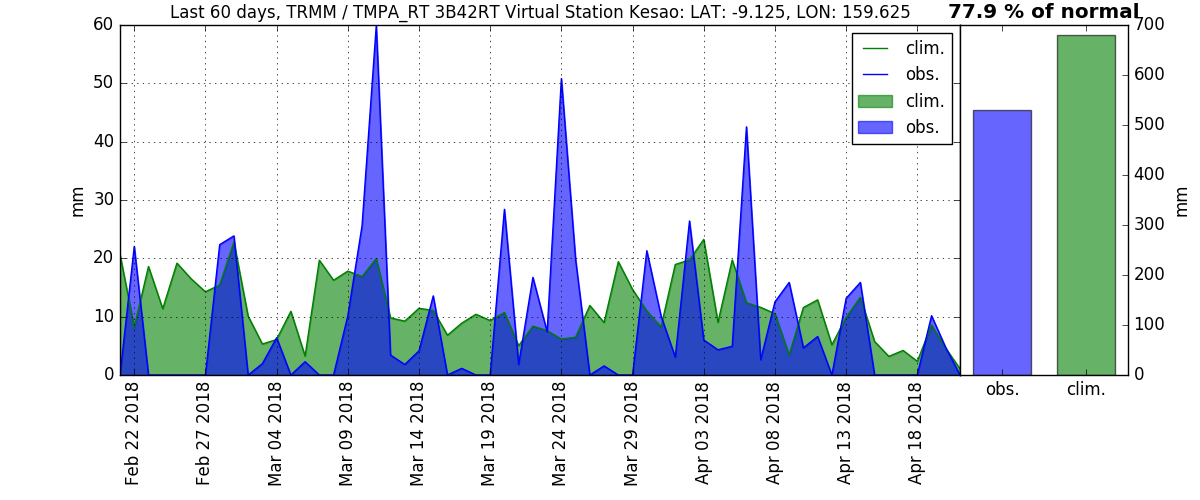 Last 60 days, TRMM / TMPA_RT 3B42RT Virtual Station Kesao: LAT: -9.125, LON: 159.625
77.9 % of normal
60
50
40
30
20
10
0
mm
clim.
obs.
clim.
obs.
700
600
500
400
300
200
100
0
mm
obs.
clim.
Feb 22 2018
Feb 27 2018
Mar 04 2018
Mar 09 2018
Mar 14 2018
Mar 19 2018
Mar 24 2018
Mar 29 2018
Apr 03 2018
Apr 08 2018
Apr 13 2018
Apr 18 2018